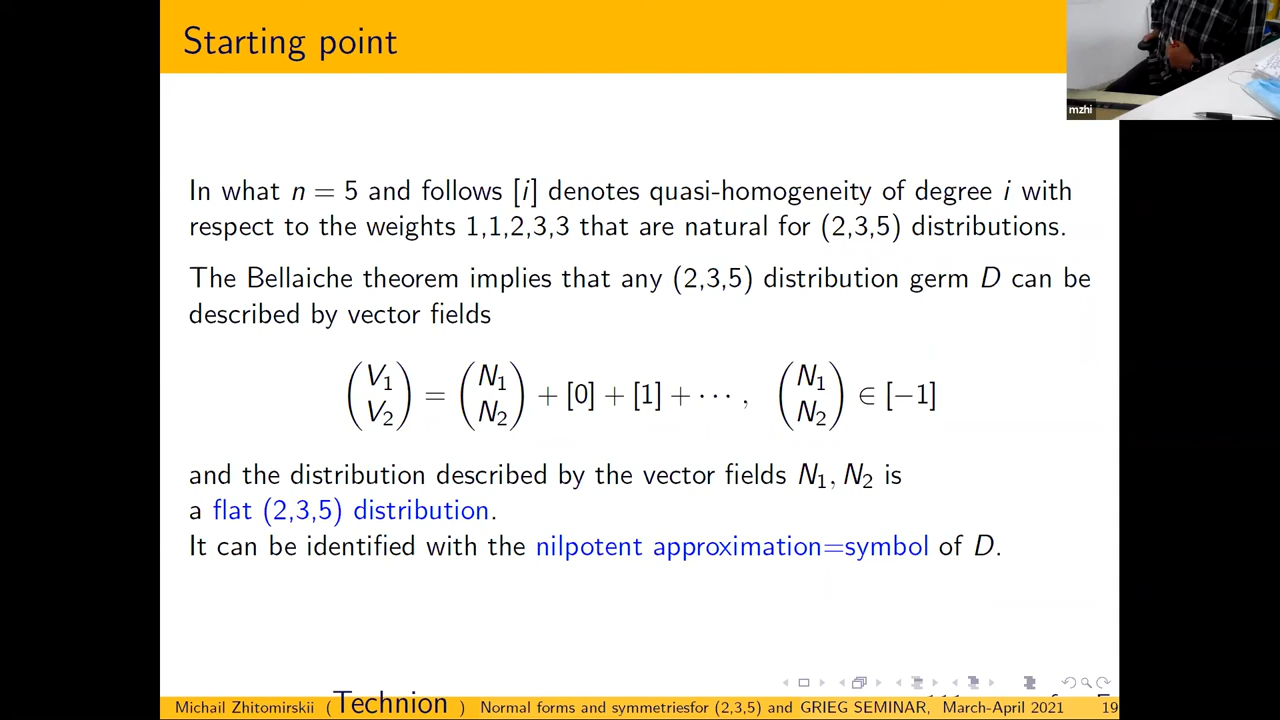 Starting point
mzhi
In what n = 5 and follows [i] denotes quasi-homogeneity of degree i with
respect to the weights 1,1,2,3,3 that are natural for (2,3,5) distributions.
The Bellaiche theorem implies that any (2,3,5) distribution germ D can be
described by vector fields
(V₁ V₂) = (N₁ N₂) + [0] + [1] + ⋯ , (N₁ N₂) ∈ [−1]
and the distribution described by the vector fields N₁, N₂ is
a flat (2,3,5) distribution.
It can be identified with the nilpotent approximation=symbol of D.
Michail Zhitomirskii ( Technion ) Normal forms and symmetriesfor (2,3,5) and GRIEG SEMINAR, March-April 2021 19